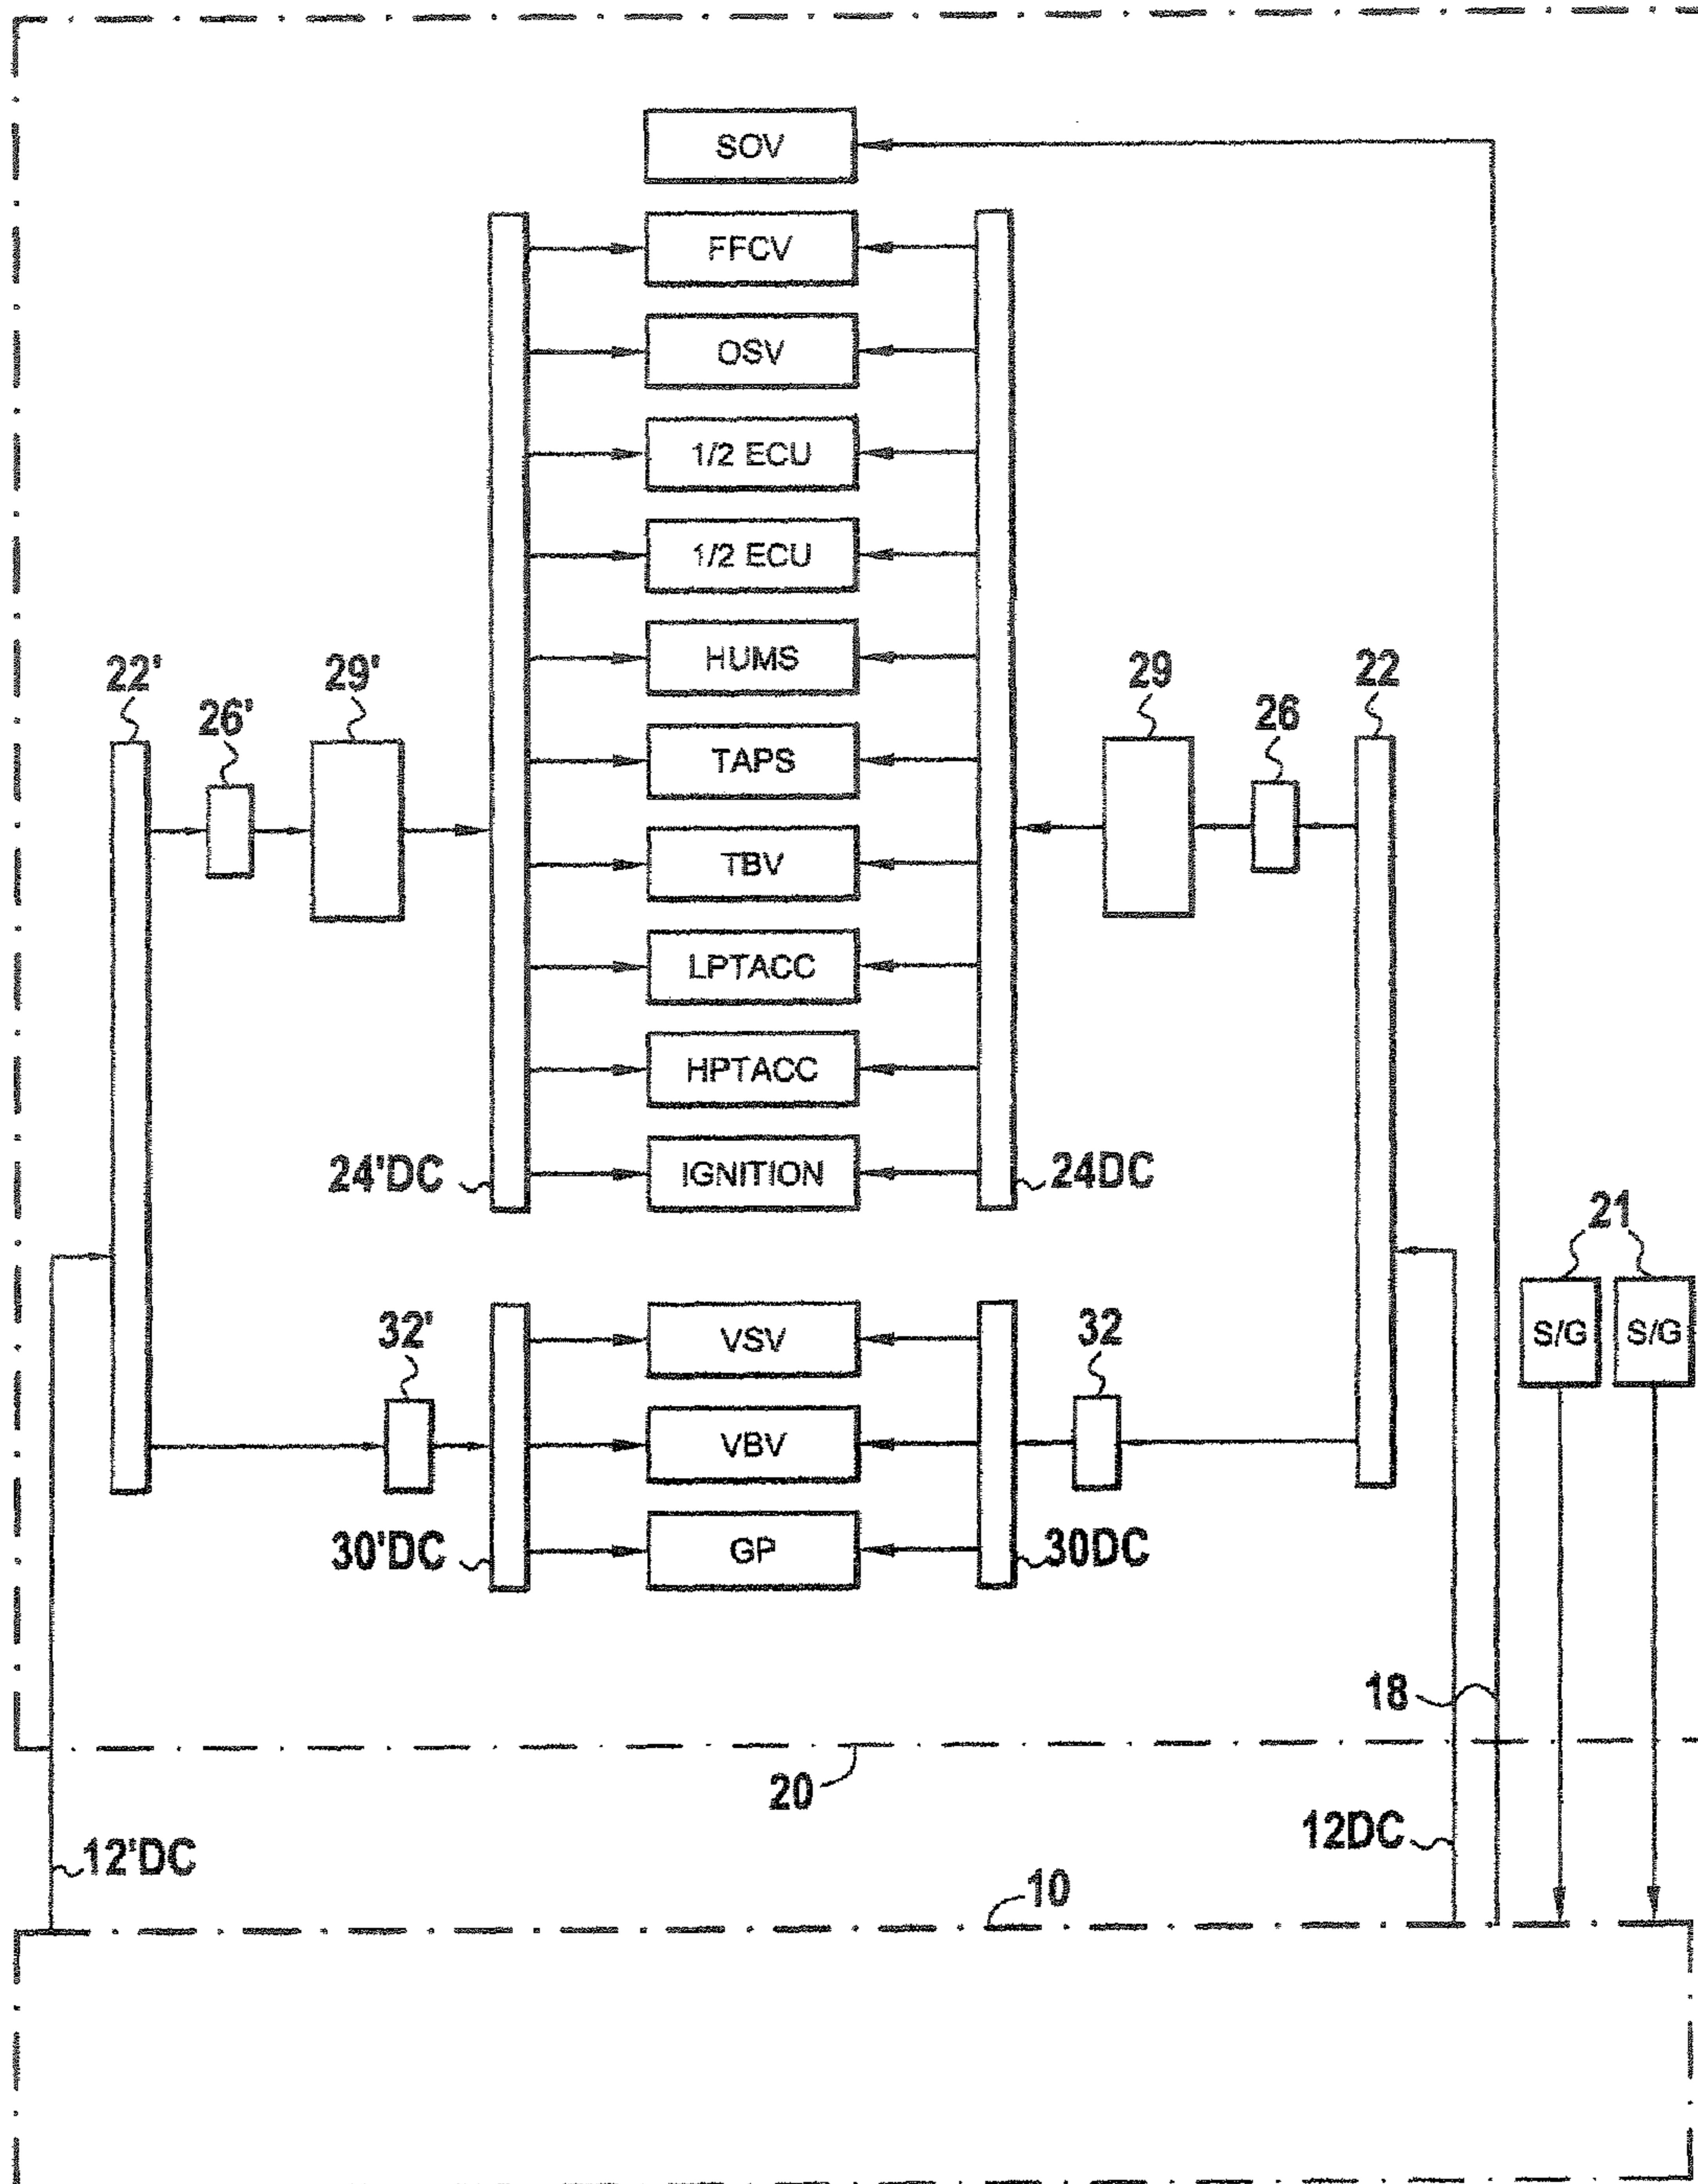 SOV
FFCV
OSV
1/2 ECU
1/2 ECU
22'
29'
HUMS
29
22
26'
26
TAPS
TBV
LPTACC
HPTACC
24'DC
IGNITION
24DC
21
32'
VSV
32
S/G
S/G
VBV
30'DC
GP
30DC
18
20
12'DC
12DC
10